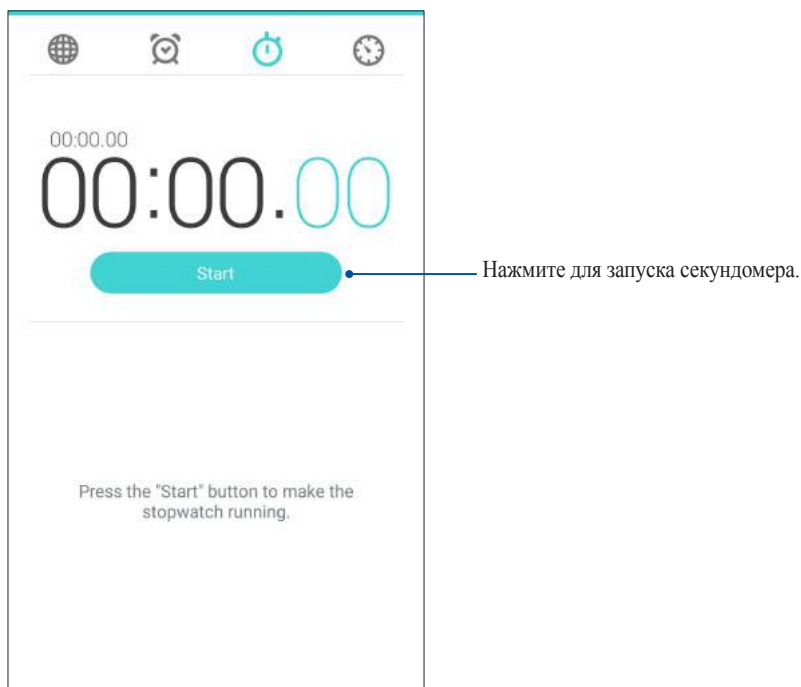 00:00.00
00:00.00
Start
Нажмите для запуска секундомера.
Press the "Start" button to make the
stopwatch running.